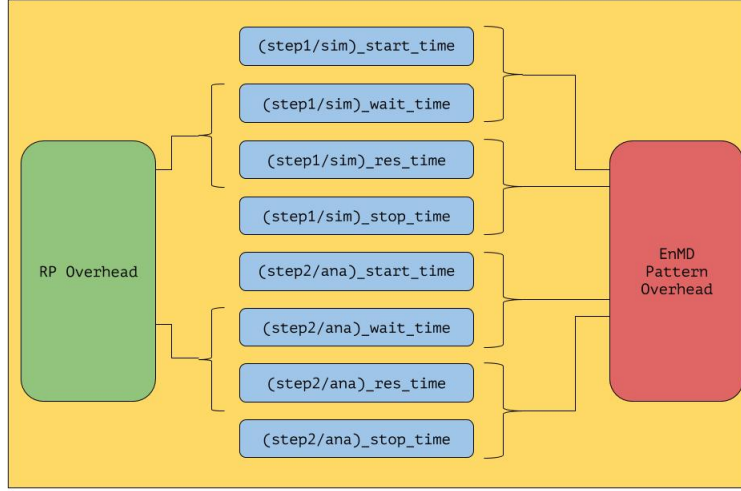 (step1/sim)_start_time
(step1/sim)_wait_time
(step1/sim)_res_time
(step1/sim)_stop_time
RP Overhead
(step2/ana)_start_time
(step2/ana)_wait_time
(step2/ana)_res_time
(step2/ana)_stop_time
EnMD
Pattern
Overhead